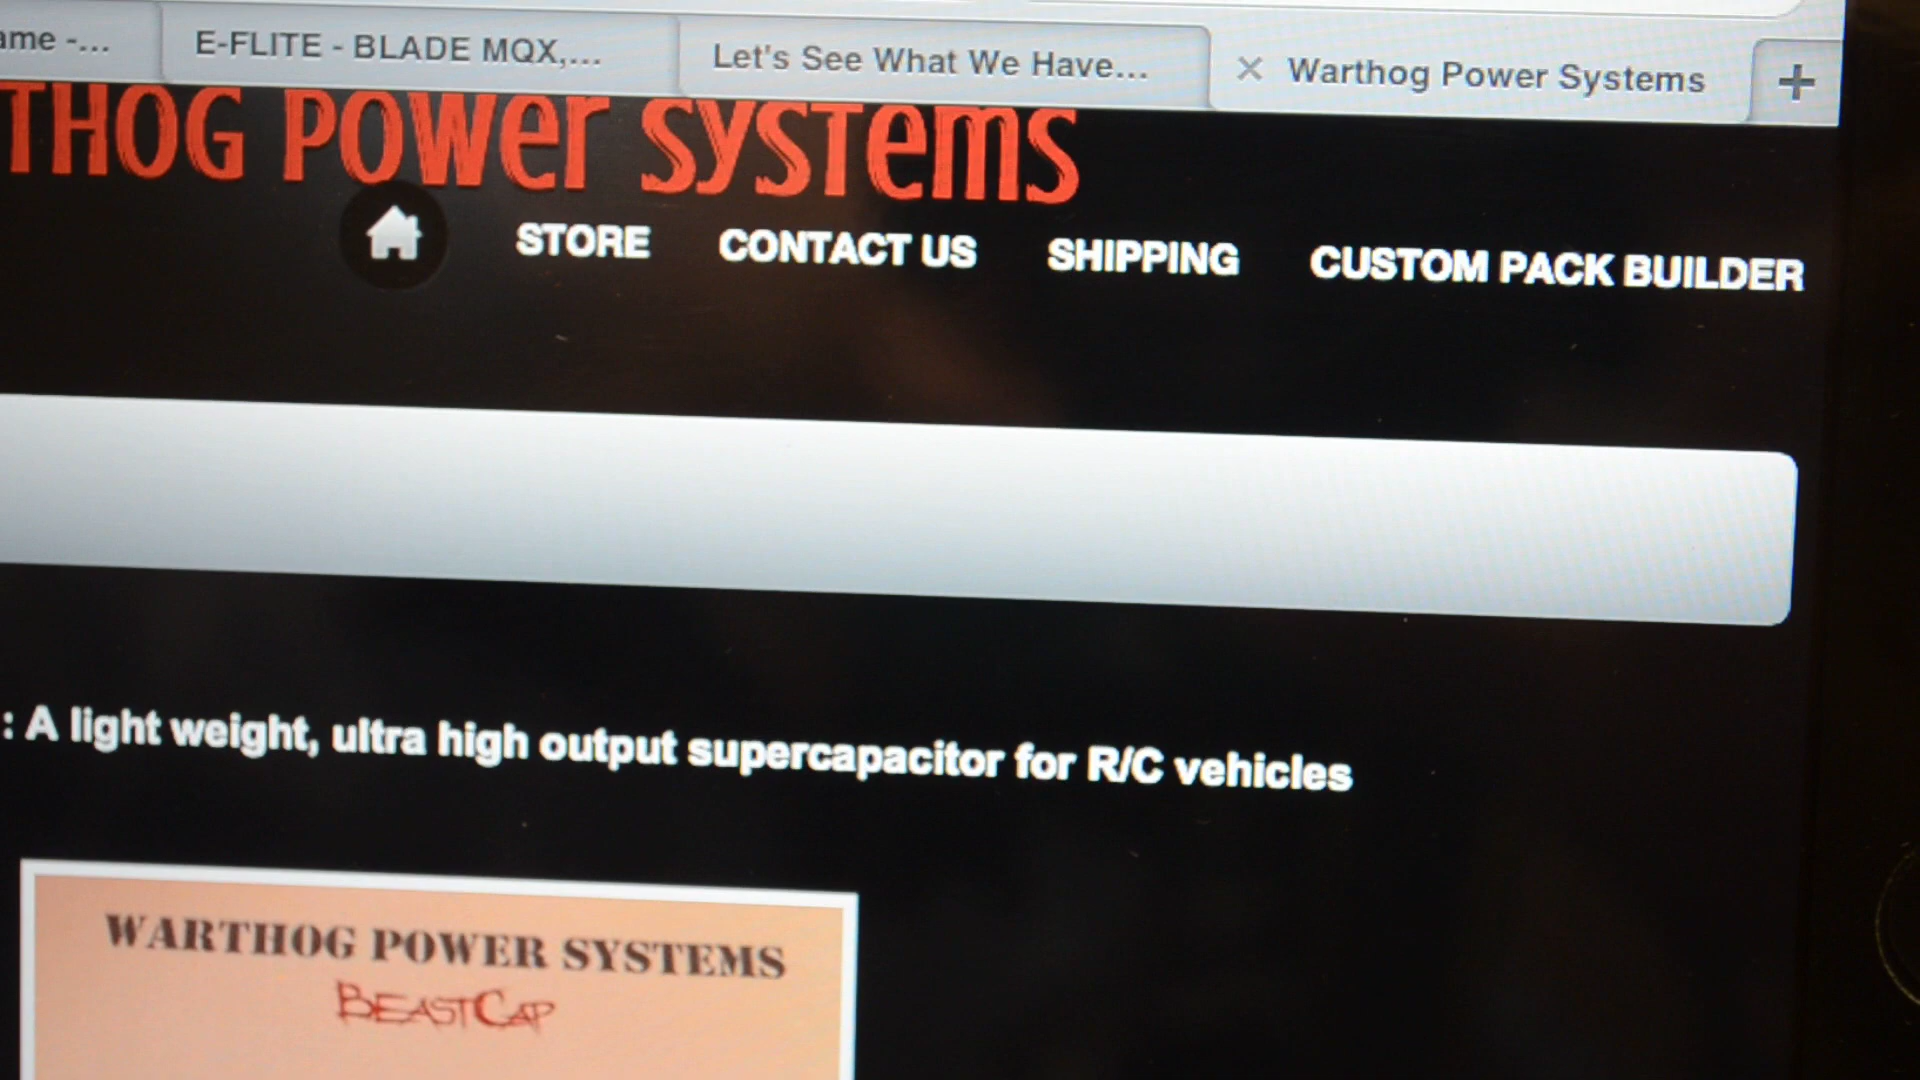 ame -...
E-FLITE - BLADE MQX,...
Let's See What We Have...
Warthog Power Systems
THOG POWER SYSTEMS
STORE
CONTACT US
SHIPPING
CUSTOM PACK BUILDER
: A light weight, ultra high output supercapacitor for R/C vehicles
WARTHOG POWER SYSTEMS
BEASTCAP